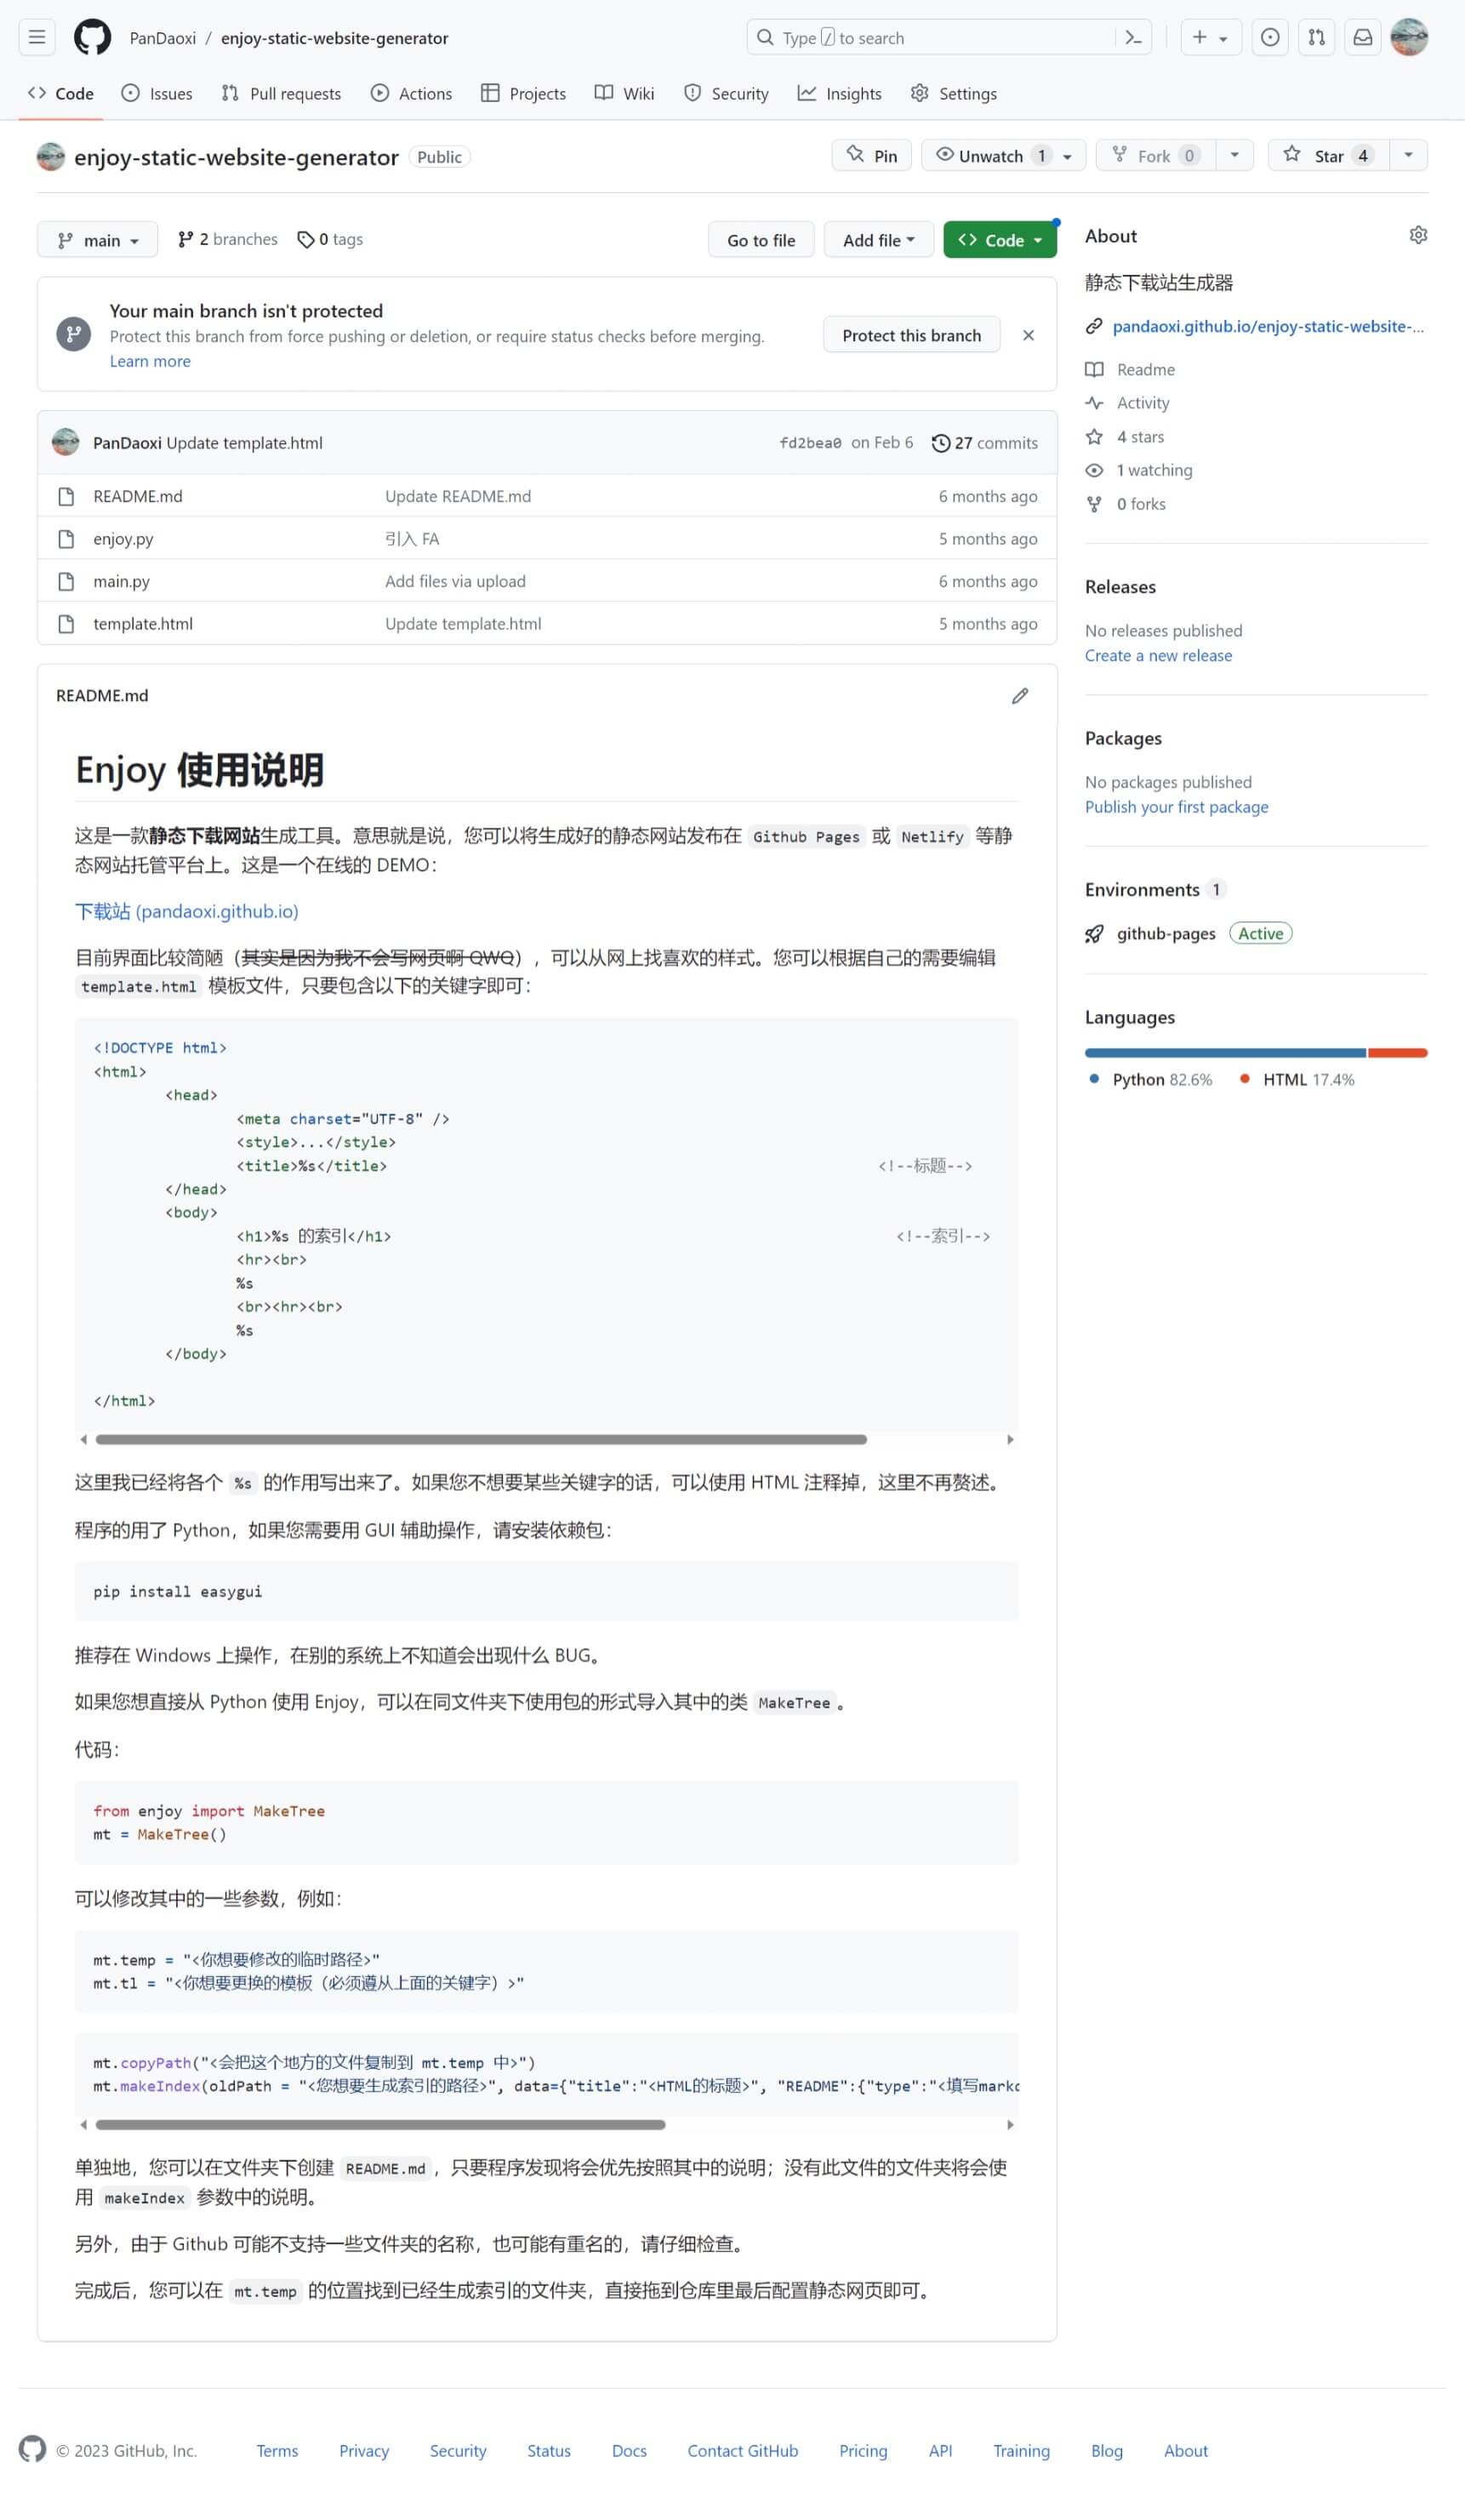 PanDaoxi / enjoy-static-website-generator
Type / to search
Code Issues Pull requests Actions Projects Wiki Security Insights Settings
enjoy-static-website-generator Public
Pin Unwatch 1 Fork 0 Star 4
main 2 branches 0 tags
Go to file Add file Code
Your main branch isn't protected
Protect this branch from force pushing or deletion, or require status checks before merging.
Learn more
Protect this branch
PanDaoxi Update template.html fd2bea0 on Feb 6 27 commits
README.md Update README.md 6 months ago
enjoy.py 引入 FA 5 months ago
main.py Add files via upload 6 months ago
template.html Update template.html 5 months ago
README.md
Enjoy 使用说明
这是一款静态下载网站生成工具。意思就是说，您可以将生成好的静态网站发布在 Github Pages 或 Netlify 等静
态网站托管平台上。这是一个在线的 DEMO：
下载站 (pandaoxi.github.io)
目前界面比较简陋（其实是因为我不会写网页啊 QWQ），可以从网上找喜欢的样式。您可以根据自己的需要编辑
template.html 模板文件，只要包含以下的关键字即可：
<!DOCTYPE html>
<html>
<head>
<meta charset="UTF-8" />
<style>...</style>
<title>%s</title> <!--标题-->
</head>
<body>
<h1>%s 的索引</h1> <!--索引-->
<hr><br>
%s
<br><hr><br>
%s
</body>
</html>
这里我已经将各个 %s 的作用写出来了。如果您不想要某些关键字的话，可以使用 HTML 注释掉，这里不再赘述。
程序的用了 Python，如果您需要用 GUI 辅助操作，请安装依赖包：
pip install easygui
推荐在 Windows 上操作，在别的系统上不知道会出现什么 BUG。
如果您想直接从 Python 使用 Enjoy，可以在同文件夹下使用包的形式导入其中的类 MakeTree。
代码：
from enjoy import MakeTree
mt = MakeTree()
可以修改其中的一些参数，例如：
mt.temp = "<你想要修改的临时路径>"
mt.tl = "<你想要更换的模板（必须遵从上面的关键字）>"
mt.copyPath("<会把这个地方的文件复制到 mt.temp 中>")
mt.makeIndex(oldPath = "<您想要生成索引的路径>", data={"title":"<HTML的标题>", "README":{"type":"<填写markd
单独地，您可以在文件夹下创建 README.md，只要程序发现将会优先按照其中的说明；没有此文件的文件夹将会使
用 makeIndex 参数中的说明。
另外，由于 Github 可能不支持一些文件夹的名称，也可能有重名的，请仔细检查。
完成后，您可以在 mt.temp 的位置找到已经生成索引的文件夹，直接拖到仓库里最后配置静态网页即可。
About
静态下载站生成器
pandaoxi.github.io/enjoy-static-website-...
Readme
Activity
4 stars
1 watching
0 forks
Releases
No releases published
Create a new release
Packages
No packages published
Publish your first package
Environments 1
github-pages Active
Languages
Python 82.6% HTML 17.4%
© 2023 GitHub, Inc. Terms Privacy Security Status Docs Contact GitHub Pricing API Training Blog About